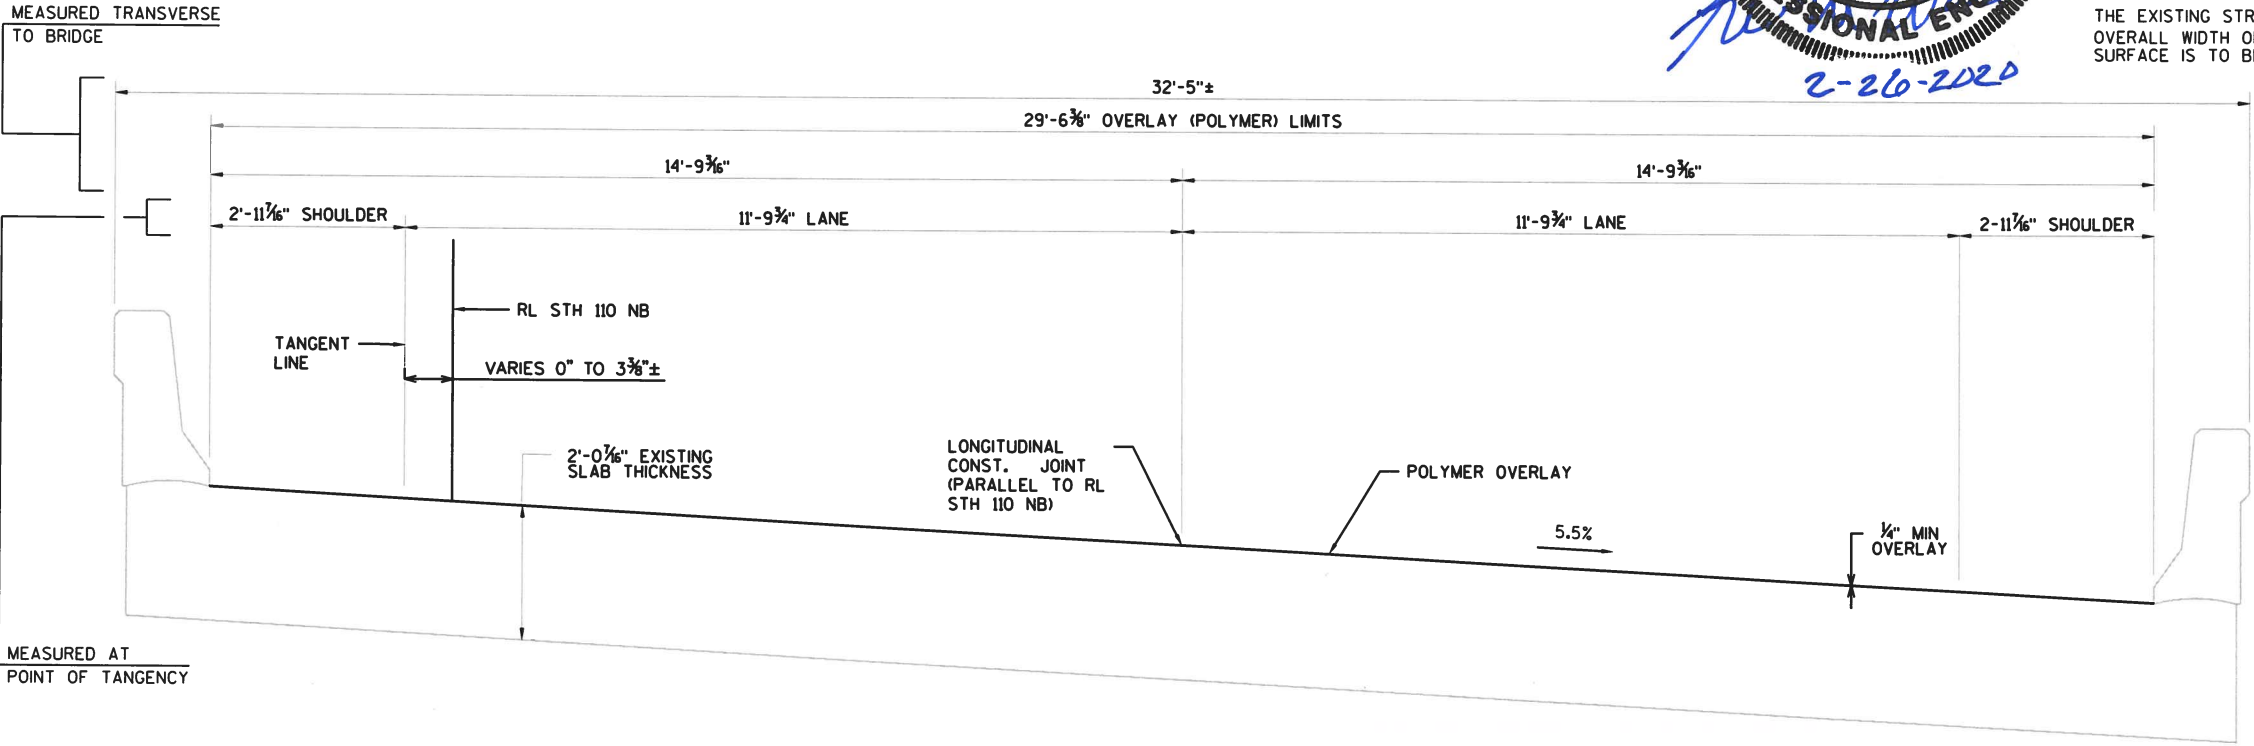 MEASURED TRANSVERSE
TO BRIDGE
SSIONAL
2-26-2020
THE EXISTING
OVERALL WIDTH
SURFACE IS TO
32'-5"±
29'-6⅜" OVERLAY (POLYMER) LIMITS
14'-9³⁄₁₆"
14'-9³⁄₁₆"
2'-11⁷⁄₁₆" SHOULDER
11'-9¾" LANE
11'-9¾" LANE
2-11⁷⁄₁₆" SHOULDER
RL STH 110 NB
TANGENT
LINE
VARIES 0" TO 3⅜"±
2'-0⁷⁄₁₆" EXISTING
SLAB THICKNESS
LONGITUDINAL
CONST. JOINT
(PARALLEL TO RL
STH 110 NB)
POLYMER OVERLAY
5.5%
¼" MIN
OVERLAY
MEASURED AT
POINT OF TANGENCY